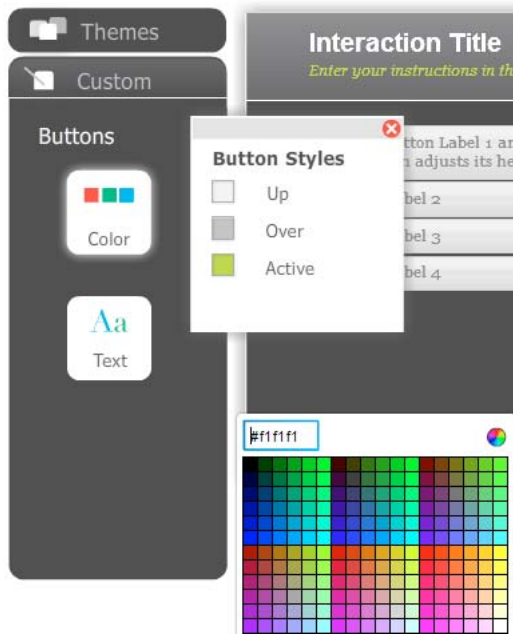 Themes
Custom
Buttons
Color
Aa
Text
Interaction Title
Enter your instructions in th
Button Styles
Up
Over
Active
tton Label 1 an
n adjusts its he
bel 2
bel 3
bel 4
#f1f1f1